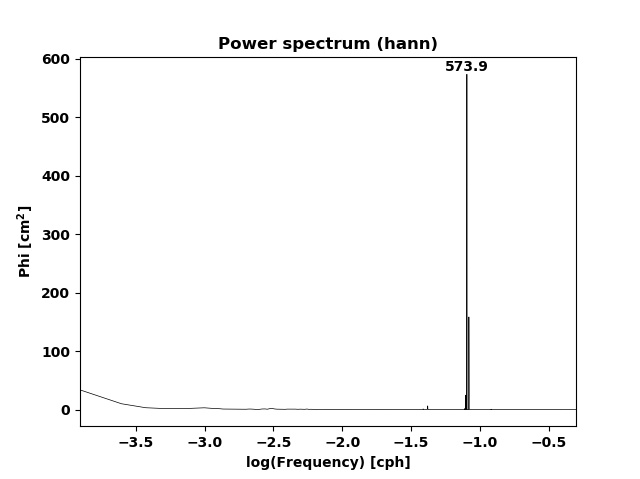 Power spectrum (hann)
573.9
600
500
400
300
200
100
0
Phi [cm²]
−3.5 −3.0 −2.5 −2.0 −1.5 −1.0 −0.5
log(Frequency) [cph]